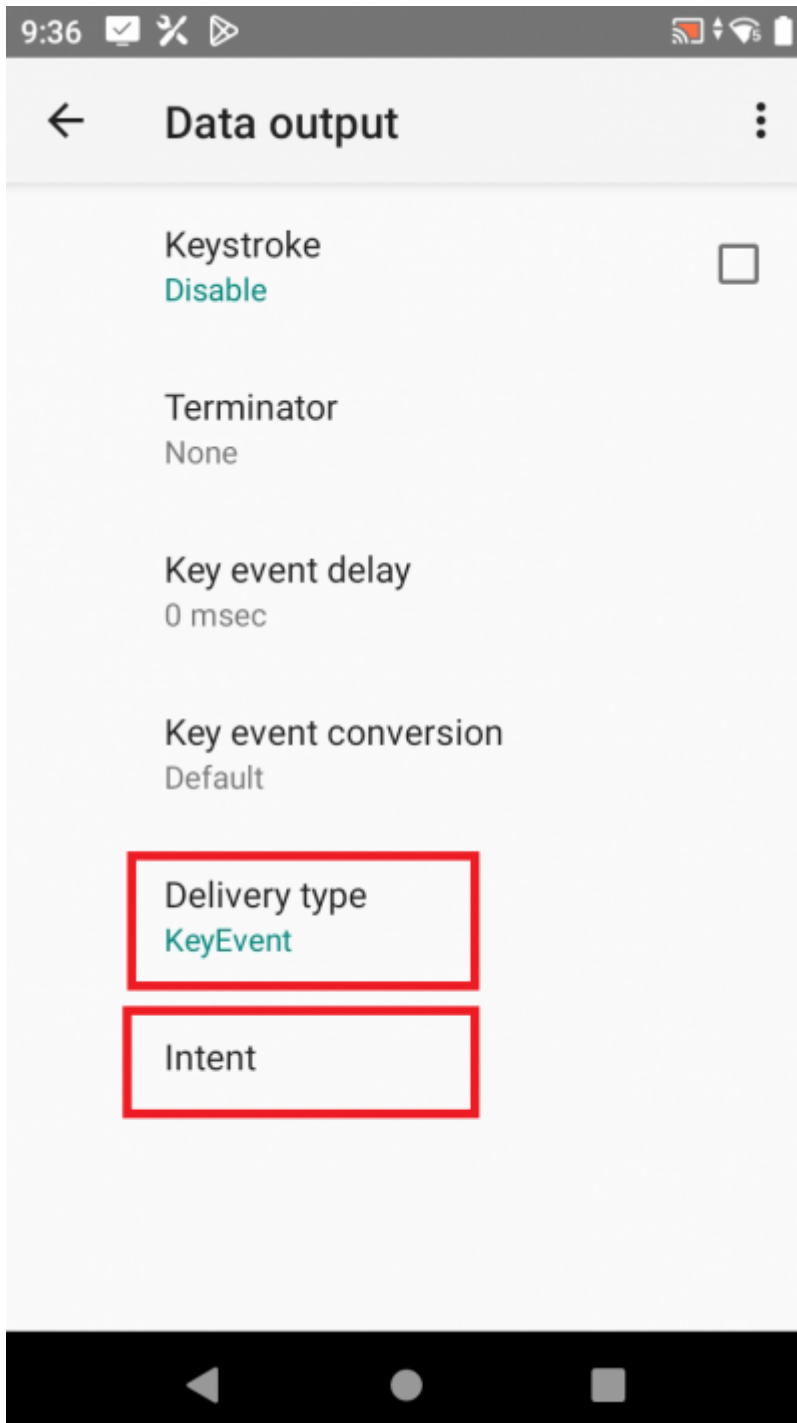 9:36
5
Data output
Keystroke
Disable
Terminator
None
Key event delay
0 msec
Key event conversion
Default
Delivery type
KeyEvent
Intent